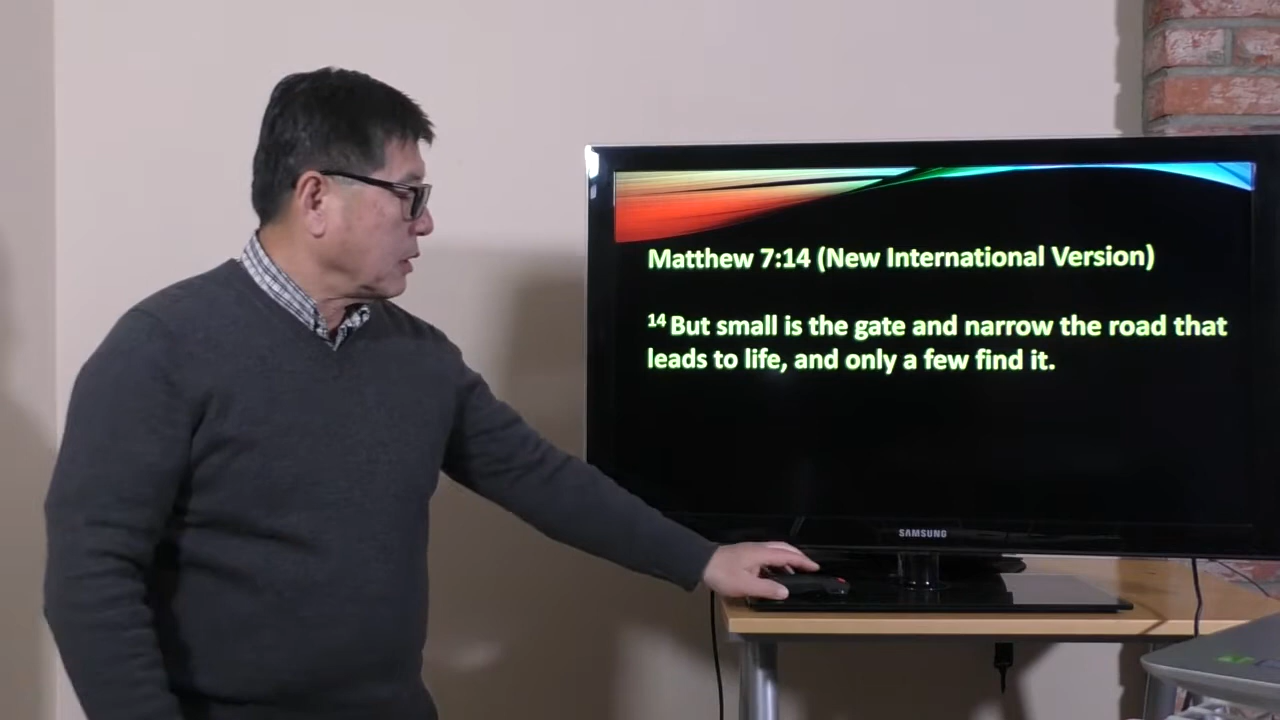 Matthew 7:14 (New International Version)
14 But small is the gate and narrow the road that
leads to life, and only a few find it.
SAMSUNG